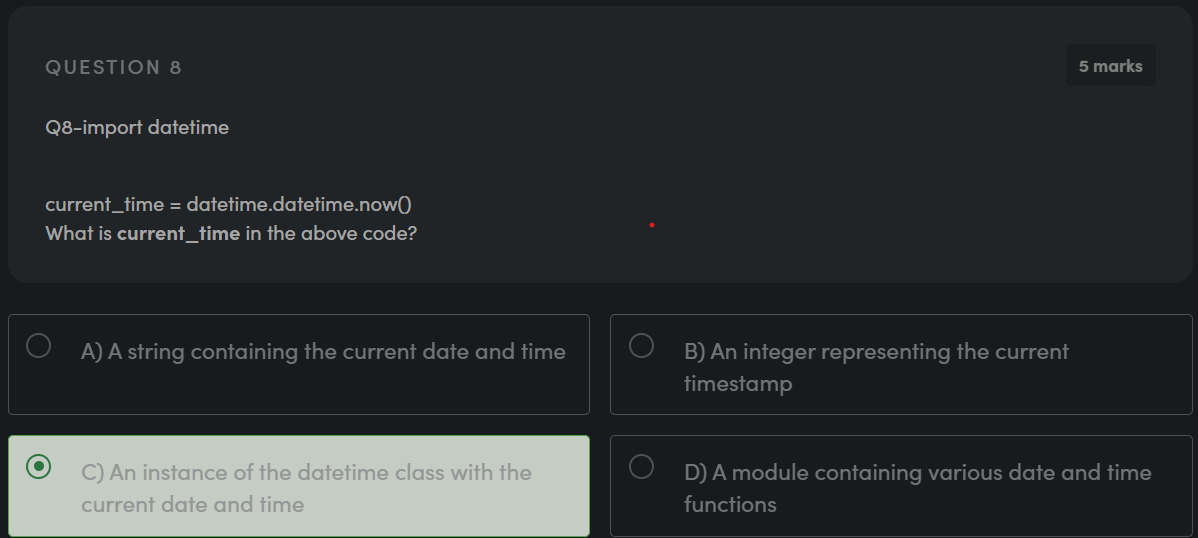 QUESTION 8
5 marks
Q8-import datetime
current_time = datetime.datetime.now()
What is current_time in the above code?
A) A string containing the current date and time
B) An integer representing the current
timestamp
C) An instance of the datetime class with the
current date and time
D) A module containing various date and time
functions